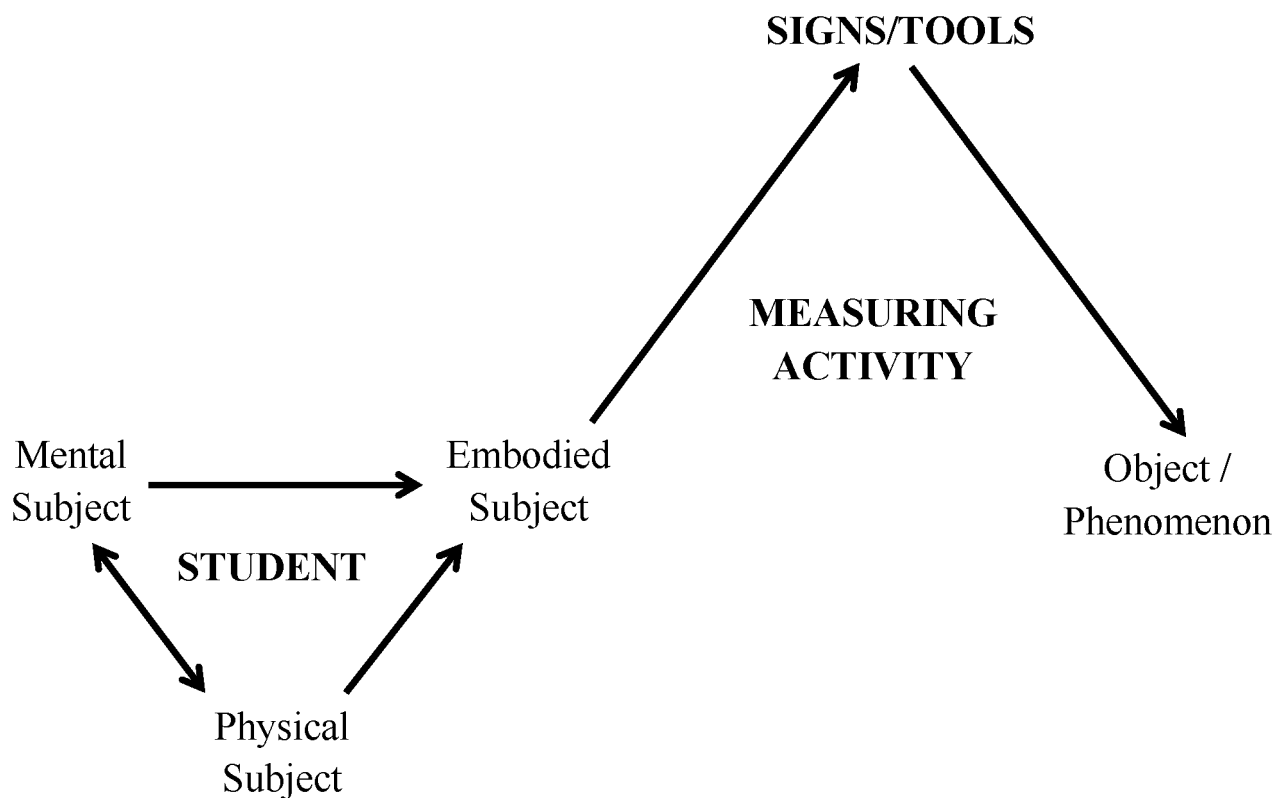 SIGNS/TOOLS
MEASURING
ACTIVITY
Mental
Subject
Embodied
Subject
Object /
Phenomenon
STUDENT
Physical
Subject